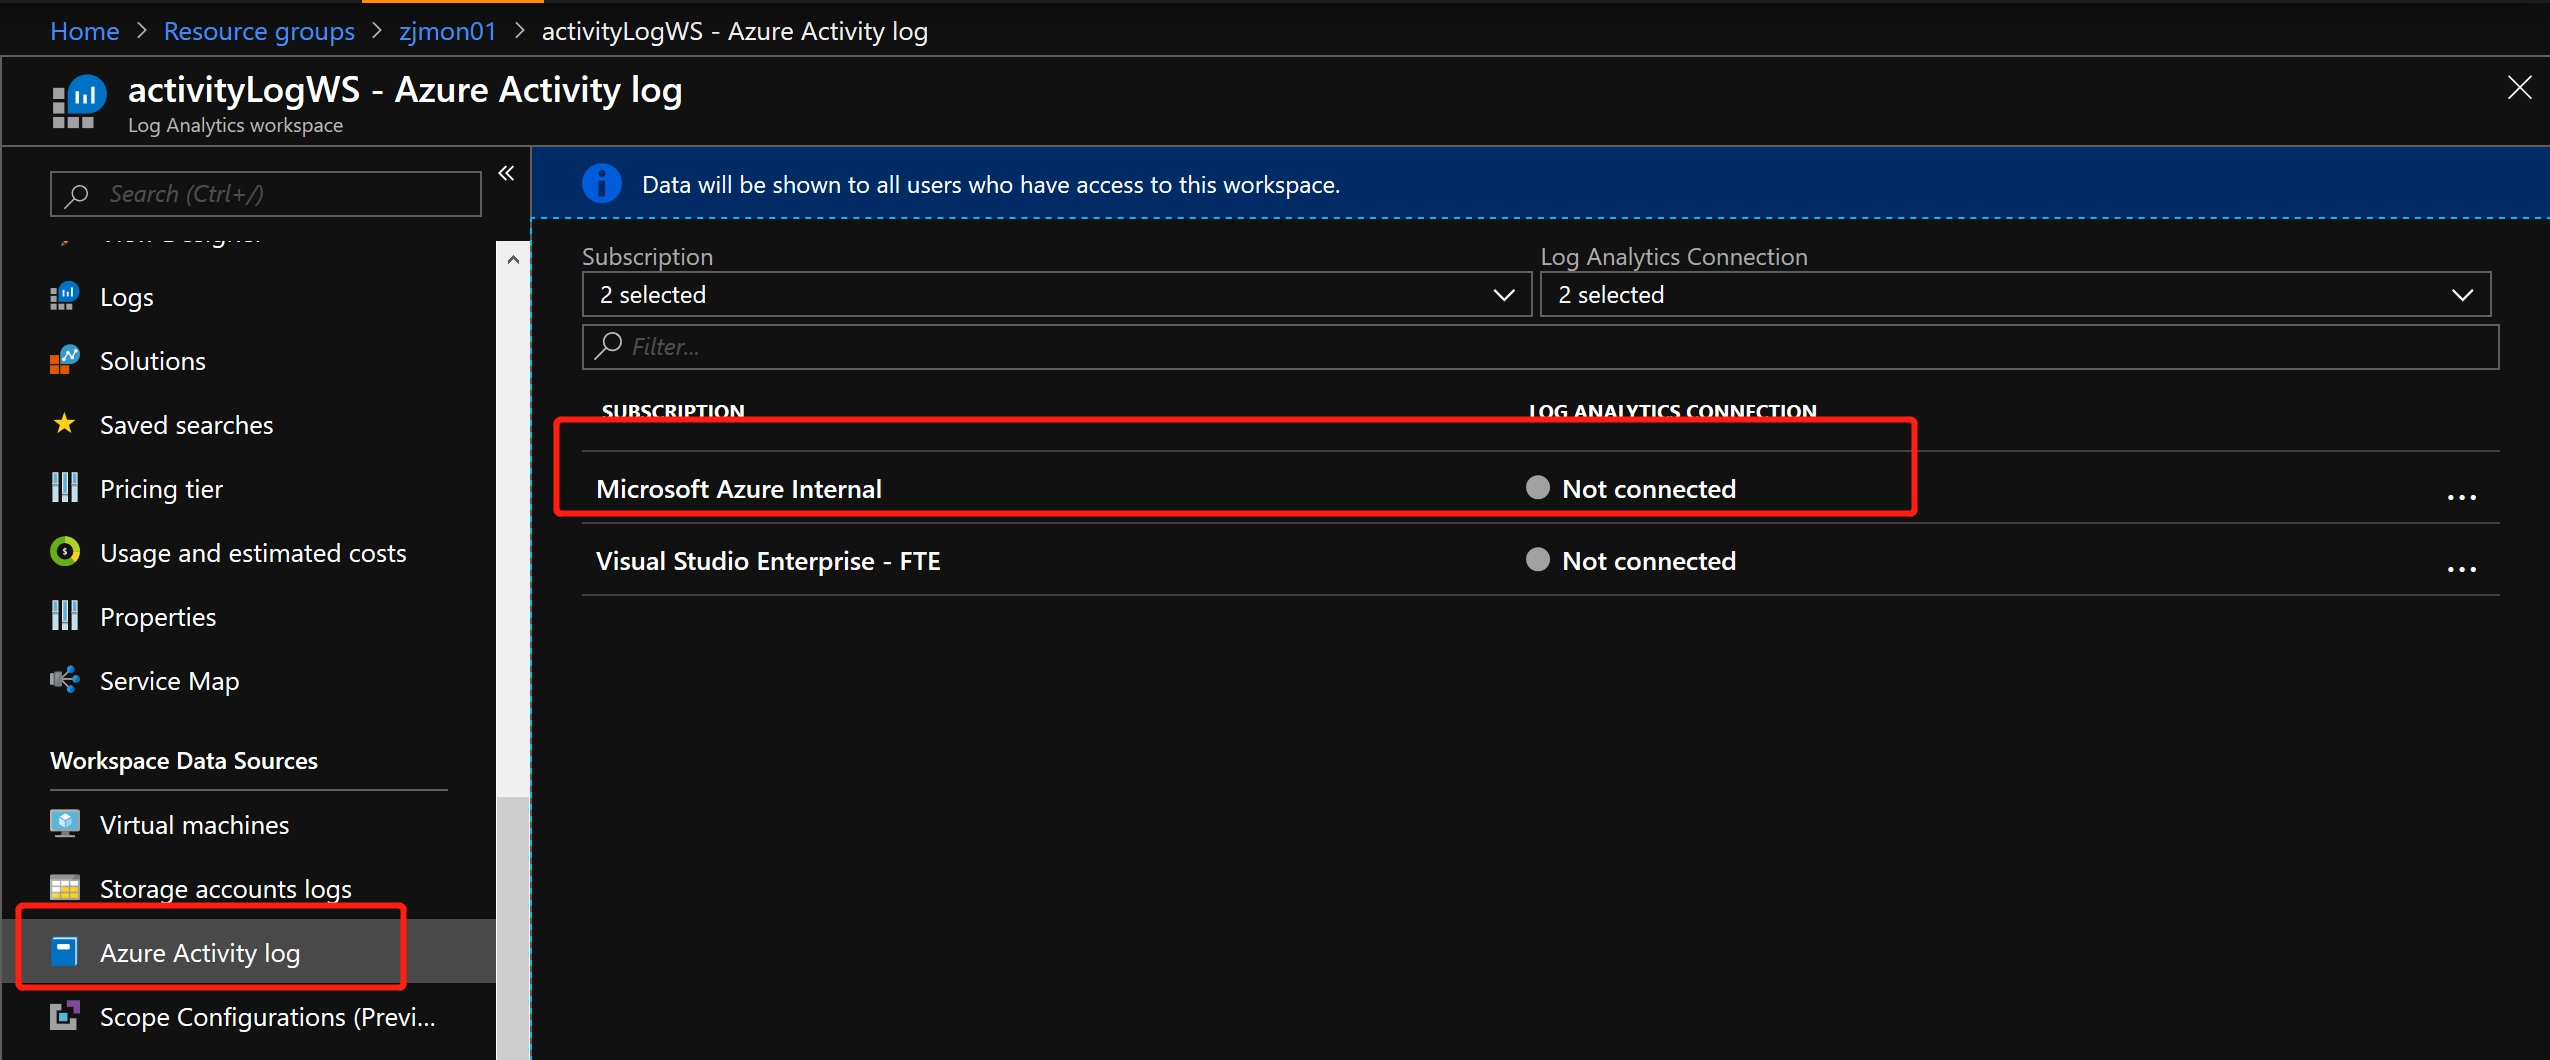 Home > Resource groups > zjmon01 > activityLogWS - Azure Activity log
activityLogWS - Azure Activity log
Log Analytics workspace
Search (Ctrl+/)
View Designer
Logs
Solutions
Saved searches
Pricing tier
Usage and estimated costs
Properties
Service Map
Workspace Data Sources
Virtual machines
Storage accounts logs
Azure Activity log
Scope Configurations (Previ...
Data will be shown to all users who have access to this workspace.
Subscription
Log Analytics Connection
2 selected
2 selected
Filter...
SUBSCRIPTION
LOG ANALYTICS CONNECTION
Microsoft Azure Internal
Not connected
...
Visual Studio Enterprise - FTE
Not connected
...